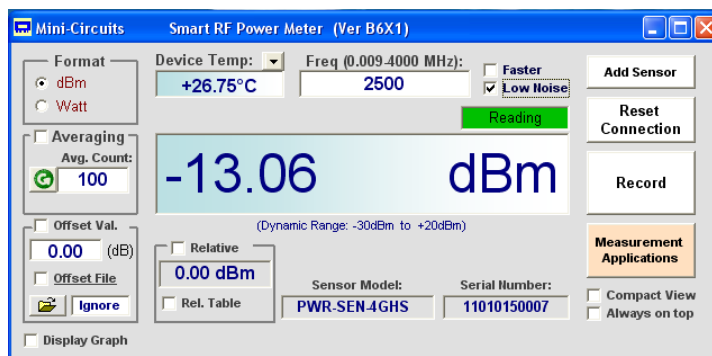 Mini-Circuits Smart RF Power Meter (Ver B6X1)
Format
dBm
Watt
Device Temp:
+26.75°C
Freq (0.009-4000 MHz):
2500
Faster
Low Noise
Reading
Add Sensor
Reset
Connection
Record
Measurement
Applications
Compact View
Always on top
Averaging
Avg. Count:
100
-13.06 dBm
(Dynamic Range: -30dBm to +20dBm)
Offset Val.
0.00 (dB)
Offset File
Ignore
Display Graph
Relative
0.00 dBm
Rel. Table
Sensor Model:
PWR-SEN-4GHS
Serial Number:
11010150007